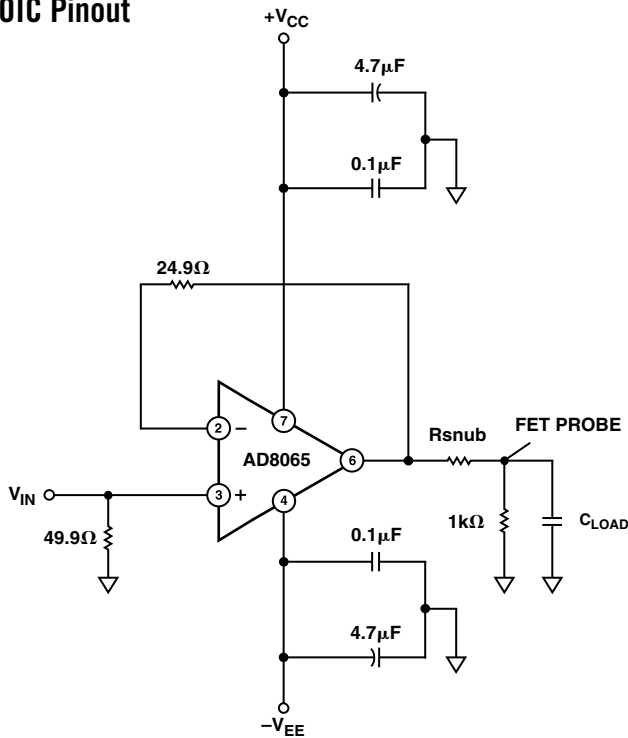 OIC Pinout
+VCC
4.7μF
0.1μF
24.9Ω
7
2 −
AD8065
6
Rsnub
FET PROBE
VIN
3 +
4
49.9Ω
1kΩ
CLOAD
0.1μF
4.7μF
−VEE